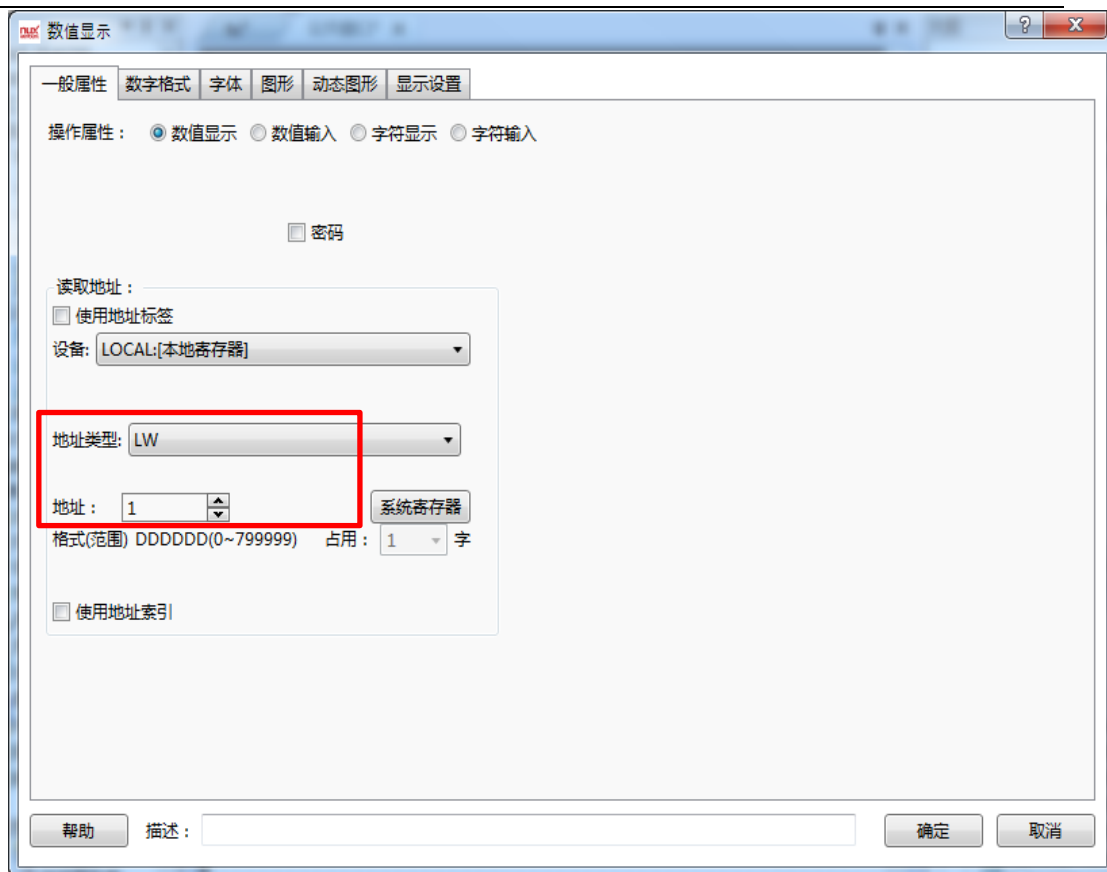 数值显示
一般属性 数字格式 字体 图形 动态图形 显示设置
操作属性： 数值显示 数值输入 字符显示 字符输入
密码
读取地址：
使用地址标签
设备: LOCAL:[本地寄存器]
地址类型: LW
地址： 1 系统寄存器
格式(范围) DDDDDD(0~799999) 占用： 1 字
使用地址索引
帮助 描述： 确定 取消